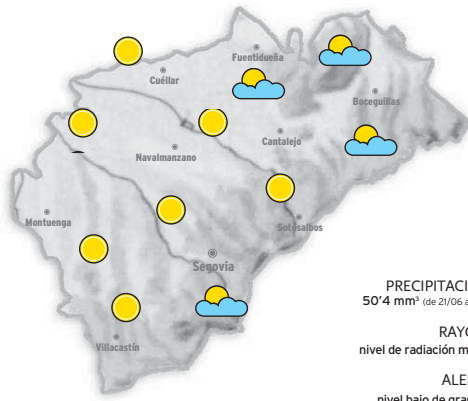 Fuentidueña
Cuéllar
Boceguillas
Cantalejo
Navalmanzano
Montuenga
Sotosalbos
Segovia
Villacastín
PRECIPITACI
50'4 mm³ (de 21/06 a
RAYO
nivel de radiación m
ALE
nivel bajo de gra